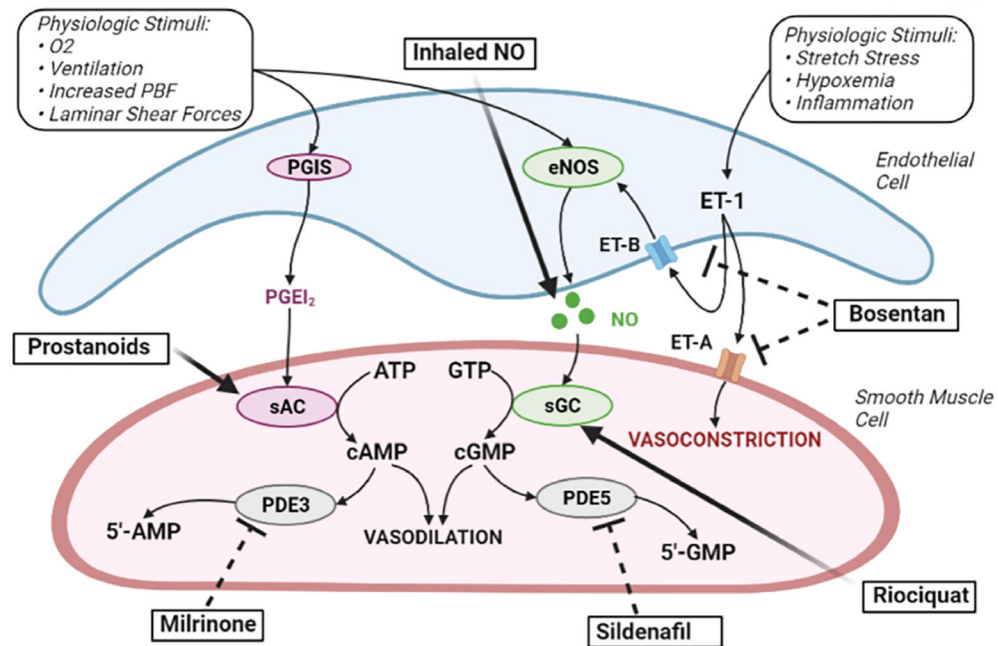 Physiologic Stimuli:
• O2
• Ventilation
• Increased PBF
• Laminar Shear Forces
Inhaled NO
Physiologic Stimuli:
• Stretch Stress
• Hypoxemia
• Inflammation
Endothelial
Cell
PGIS
eNOS
ET-1
ET-B
PGEI₂
NO
Bosentan
ET-A
Prostanoids
ATP
GTP
sAC
sGC
Smooth Muscle
Cell
VASOCONSTRICTION
cAMP
cGMP
PDE3
PDE5
5'-AMP
VASODILATION
5'-GMP
Riociquat
Milrinone
Sildenafil